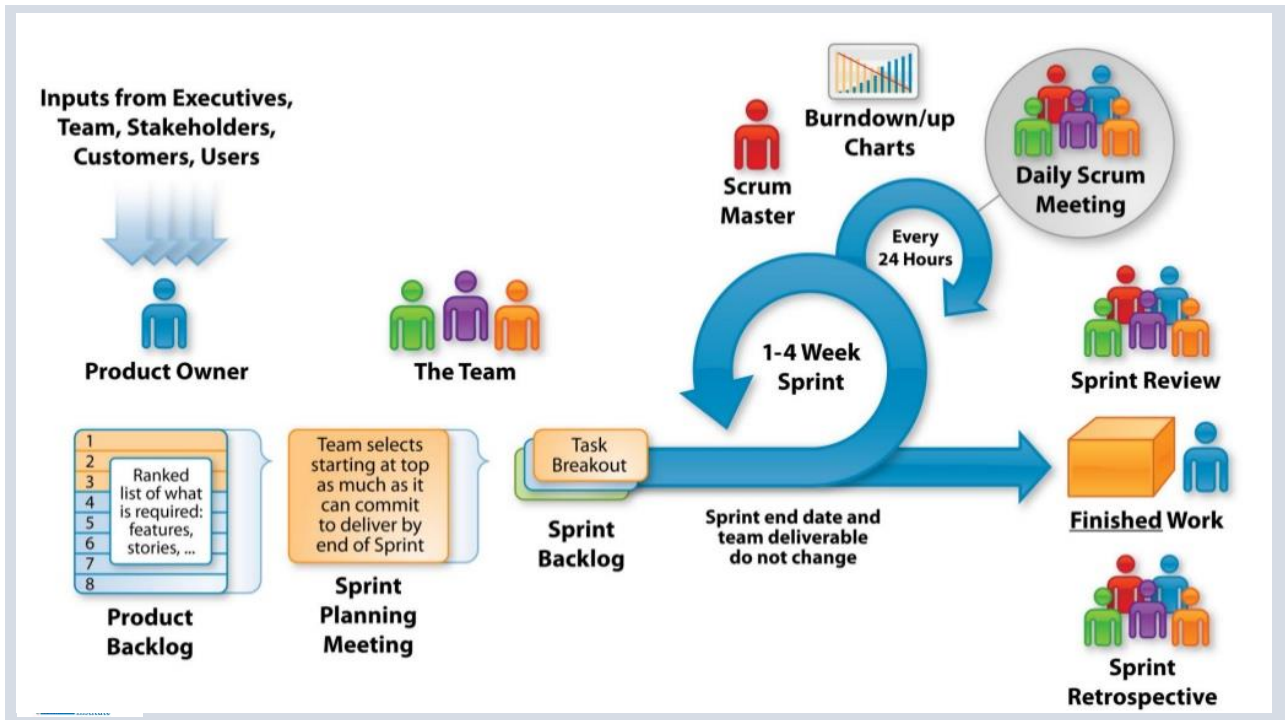 Inputs from Executives,
Team, Stakeholders,
Customers, Users
Product Owner
The Team
Scrum
Master
Burndown/up
Charts
Daily Scrum
Meeting
Every
24 Hours
1-4 Week
Sprint
Sprint Review
1
2
3
4
5
6
7
8
Ranked
list of what
is required:
features,
stories, ...
Product
Backlog
Team selects
starting at top
as much as it
can commit
to deliver by
end of Sprint
Sprint
Planning
Meeting
Task
Breakout
Sprint
Backlog
Sprint end date and
team deliverable
do not change
Finished Work
Sprint
Retrospective